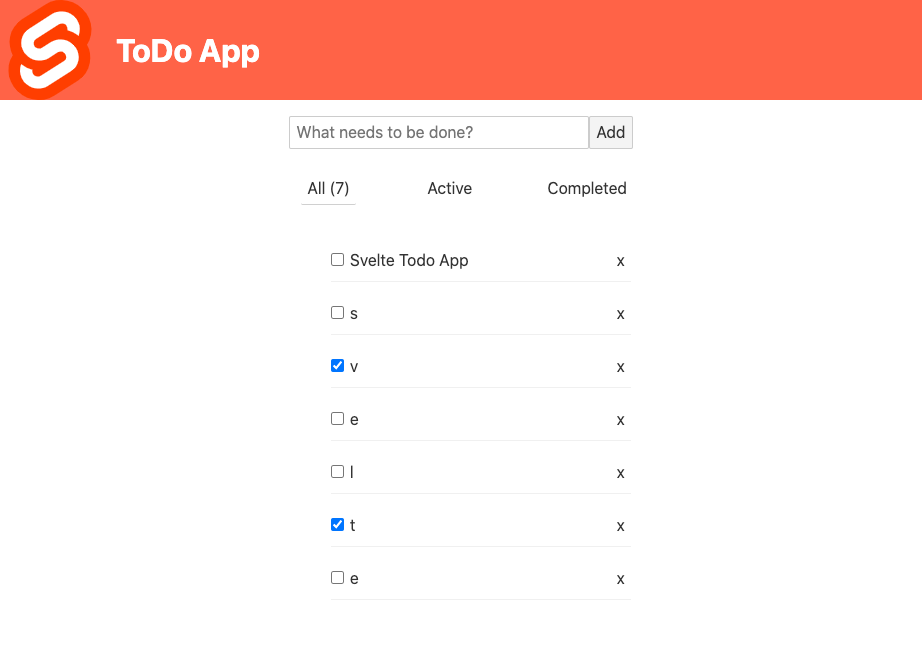 ToDo App
What needs to be done? Add
All (7) Active Completed
Svelte Todo App x
s x
v x
e x
l x
t x
e x